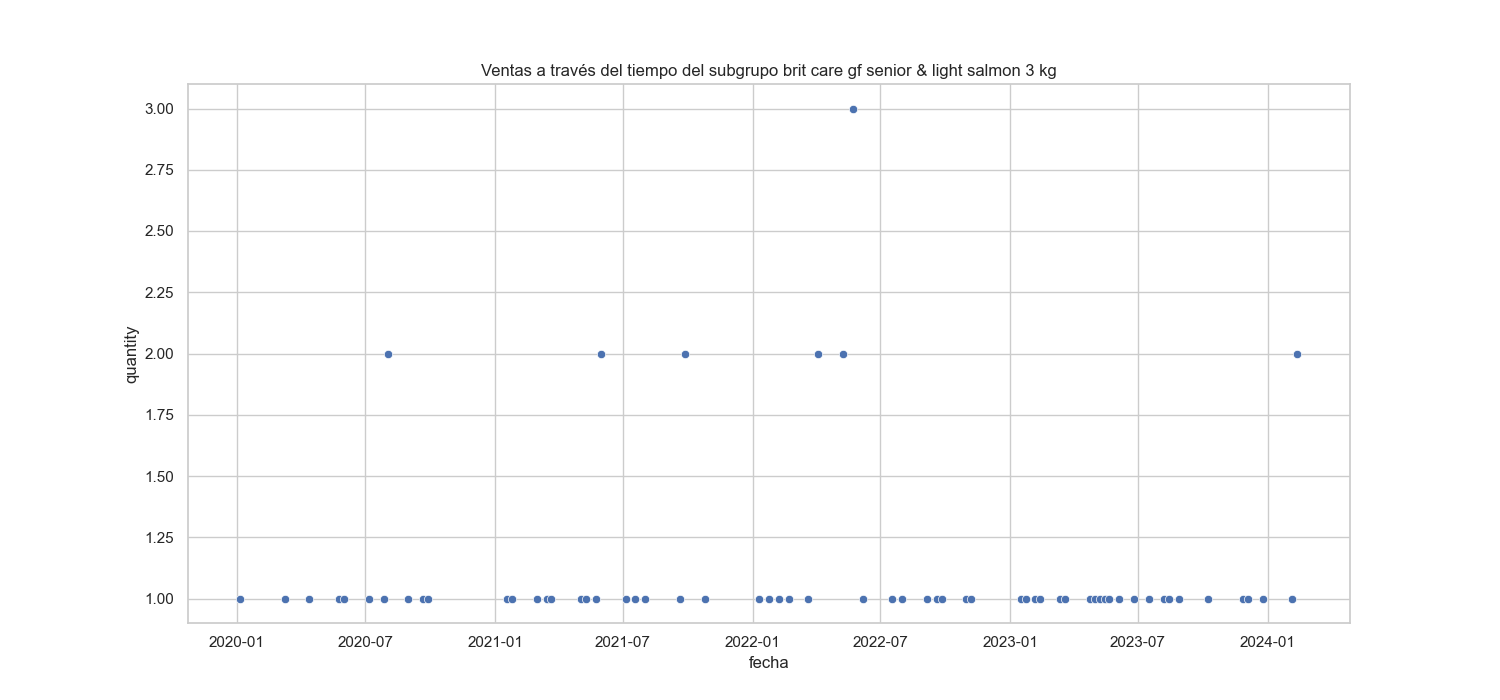 Ventas a través del tiempo del subgrupo brit care gf senior & light salmon 3 kg
3.00
2.75
2.50
2.25
2.00
1.75
1.50
1.25
1.00
quantity
2020-01 2020-07 2021-01 2021-07 2022-01 2022-07 2023-01 2023-07 2024-01
fecha